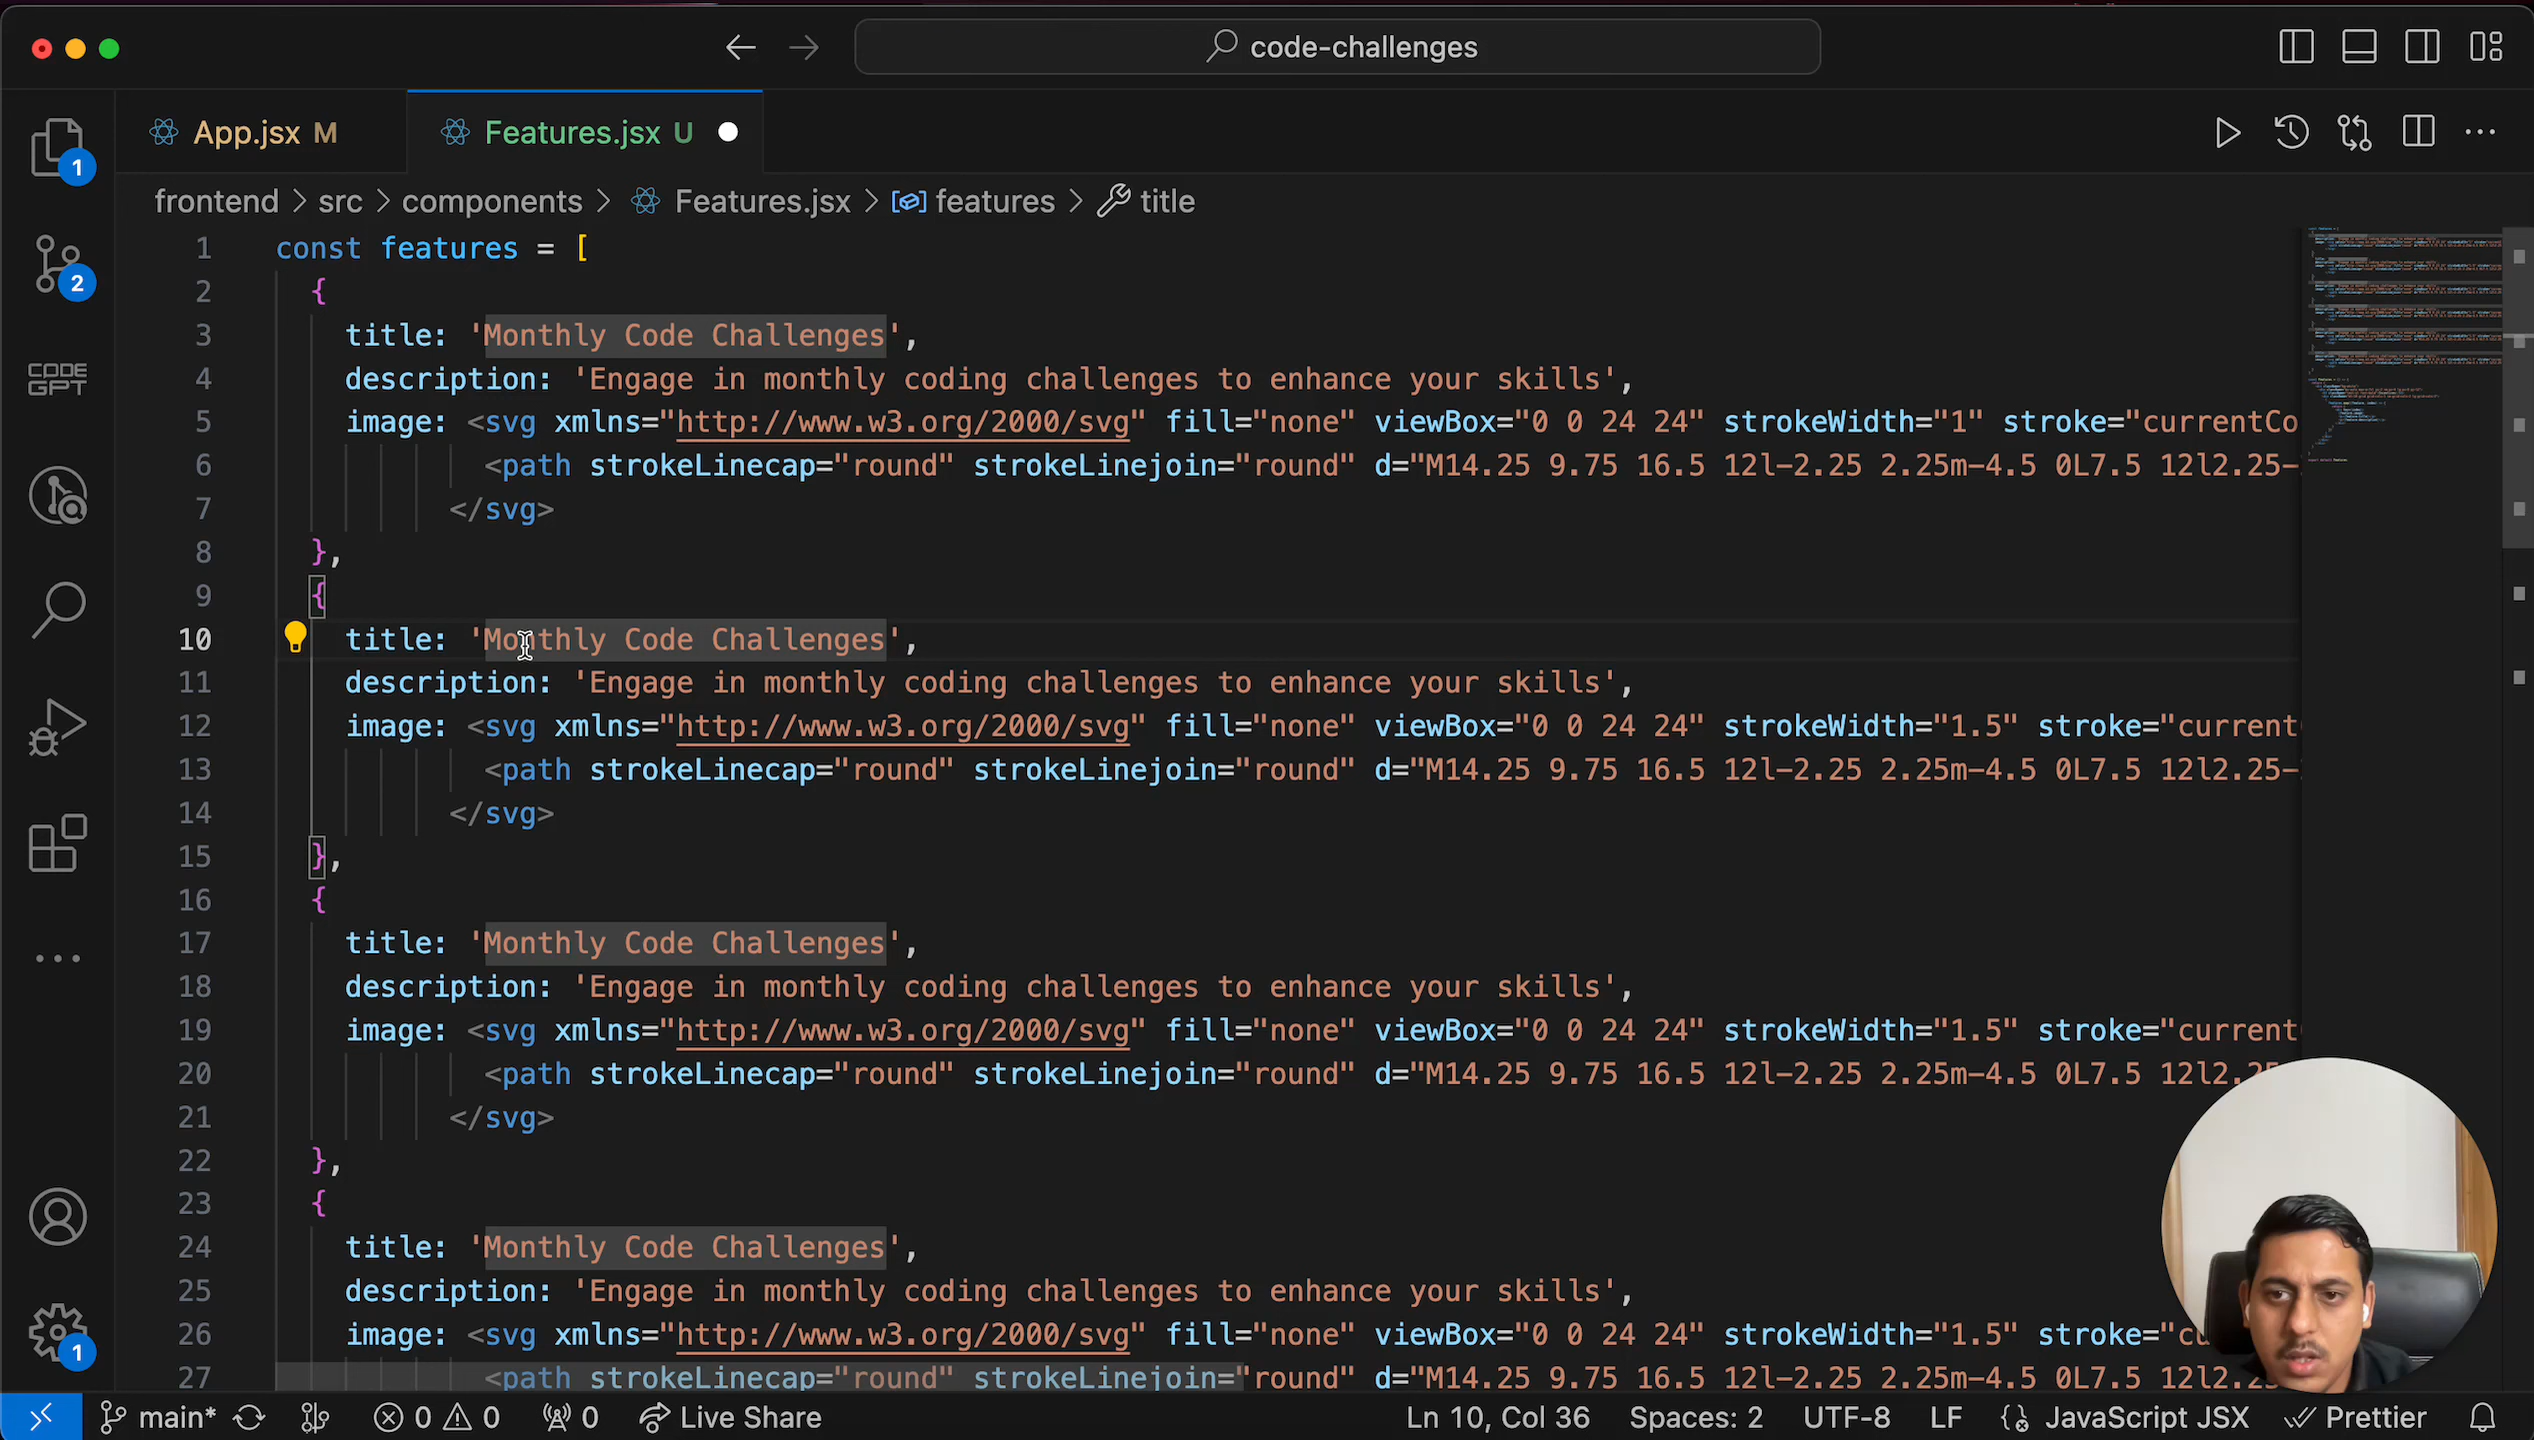 code-challenges
App.jsx M
Features.jsx U
frontend > src > components > Features.jsx > features > title
1 const features = [
2 {
3 title: 'Monthly Code Challenges',
4 description: 'Engage in monthly coding challenges to enhance your skills',
5 image: <svg xmlns="http://www.w3.org/2000/svg" fill="none" viewBox="0 0 24 24" strokeWidth="1" stroke="currentCo
6 <path strokeLinecap="round" strokeLinejoin="round" d="M14.25 9.75 16.5 12l-2.25 2.25m-4.5 0L7.5 12l2.25-
7 </svg>
8 },
9 {
10 title: 'Monthly Code Challenges',
11 description: 'Engage in monthly coding challenges to enhance your skills',
12 image: <svg xmlns="http://www.w3.org/2000/svg" fill="none" viewBox="0 0 24 24" strokeWidth="1.5" stroke="current
13 <path strokeLinecap="round" strokeLinejoin="round" d="M14.25 9.75 16.5 12l-2.25 2.25m-4.5 0L7.5 12l2.25-
14 </svg>
15 },
16 {
17 title: 'Monthly Code Challenges',
18 description: 'Engage in monthly coding challenges to enhance your skills',
19 image: <svg xmlns="http://www.w3.org/2000/svg" fill="none" viewBox="0 0 24 24" strokeWidth="1.5" stroke="current
20 <path strokeLinecap="round" strokeLinejoin="round" d="M14.25 9.75 16.5 12l-2.25 2.25m-4.5 0L7.5 12l2.25
21 </svg>
22 },
23 {
24 title: 'Monthly Code Challenges',
25 description: 'Engage in monthly coding challenges to enhance your skills',
26 image: <svg xmlns="http://www.w3.org/2000/svg" fill="none" viewBox="0 0 24 24" strokeWidth="1.5" stroke="cu
27 <path strokeLinecap="round" strokeLinejoin="round" d="M14.25 9.75 16.5 12l-2.25 2.25m-4.5 0L7.5 12l2.2
1
2
CODE
GPT
1
main* 0 0 0 Live Share Ln 10, Col 36 Spaces: 2 UTF-8 LF JavaScript JSX Prettier